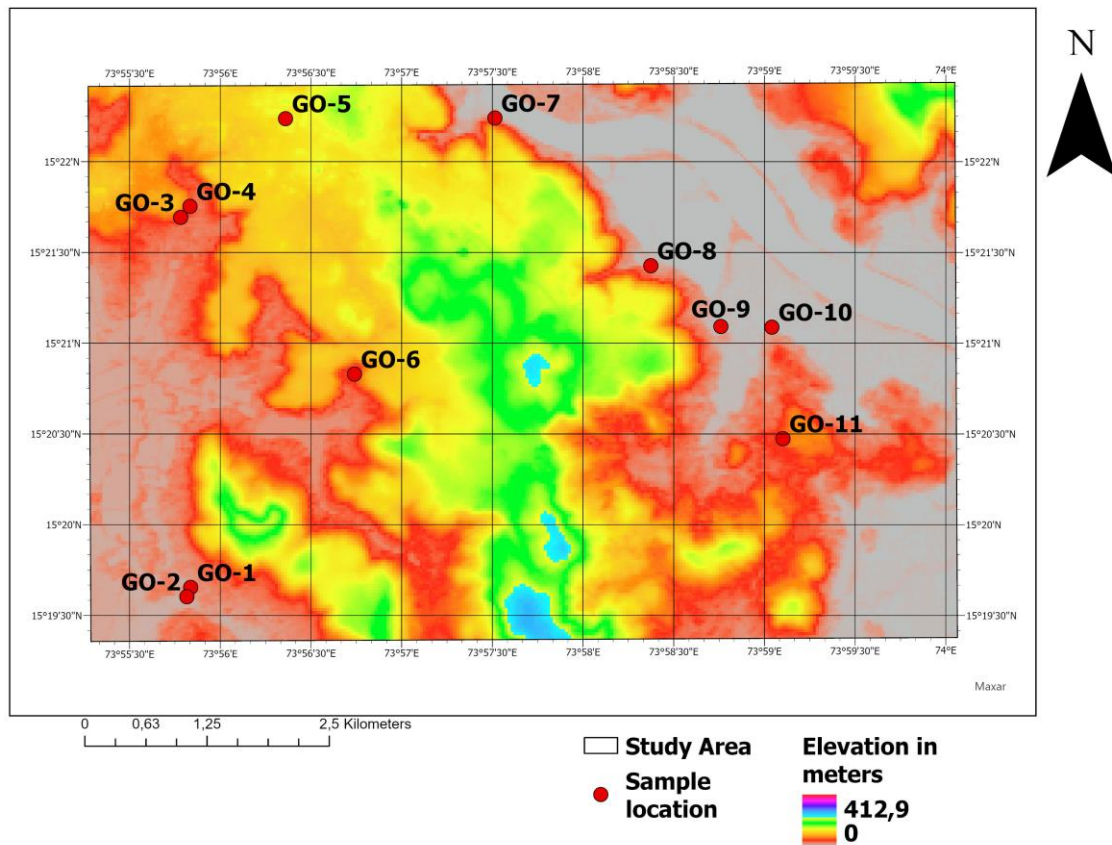 N
73°55'30"E 73°56'E 73°56'30"E 73°57'E 73°57'30"E 73°58'E 73°58'30"E 73°59'E 73°59'30"E 74°E
GO-5 GO-7
15°22'N 15°22'N
GO-3 GO-4
15°21'30"N GO-8 15°21'30"N
GO-9 GO-10
15°21'N 15°21'N
GO-6
GO-11
15°20'30"N 15°20'30"N
15°20'N 15°20'N
GO-2 GO-1
15°19'30"N 15°19'30"N
73°55'30"E 73°56'E 73°56'30"E 73°57'E 73°57'30"E 73°58'E 73°58'30"E 73°59'E 73°59'30"E 74°E
Maxar
0 0,63 1,25 2,5 Kilometers
Study Area
Sample
location
Elevation in
meters
412,9
0